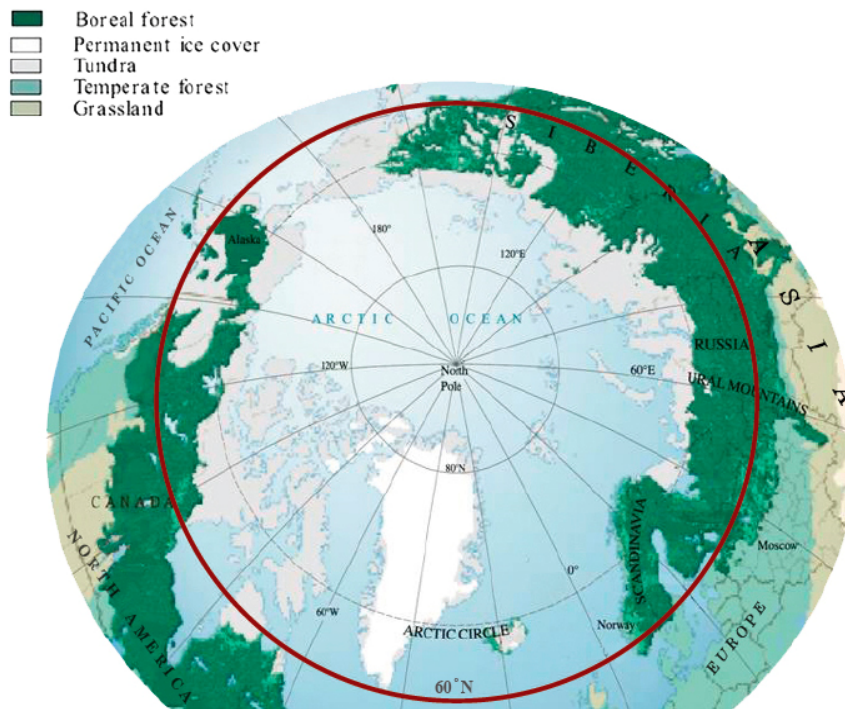 Boreal forest
Permanent ice cover
Tundra
Temperate forest
Grassland
SIBERIA
ASIA
PACIFIC OCEAN
Alaska
180°
120°E
ARCTIC OCEAN
RUSSIA
120°W
North
Pole
60°E
URAL MOUNTAINS
80°N
CANADA
NORTH AMERICA
SCANDINAVIA
Moscow
0°
60°W
ARCTIC CIRCLE
Norway
EUROPE
60°N